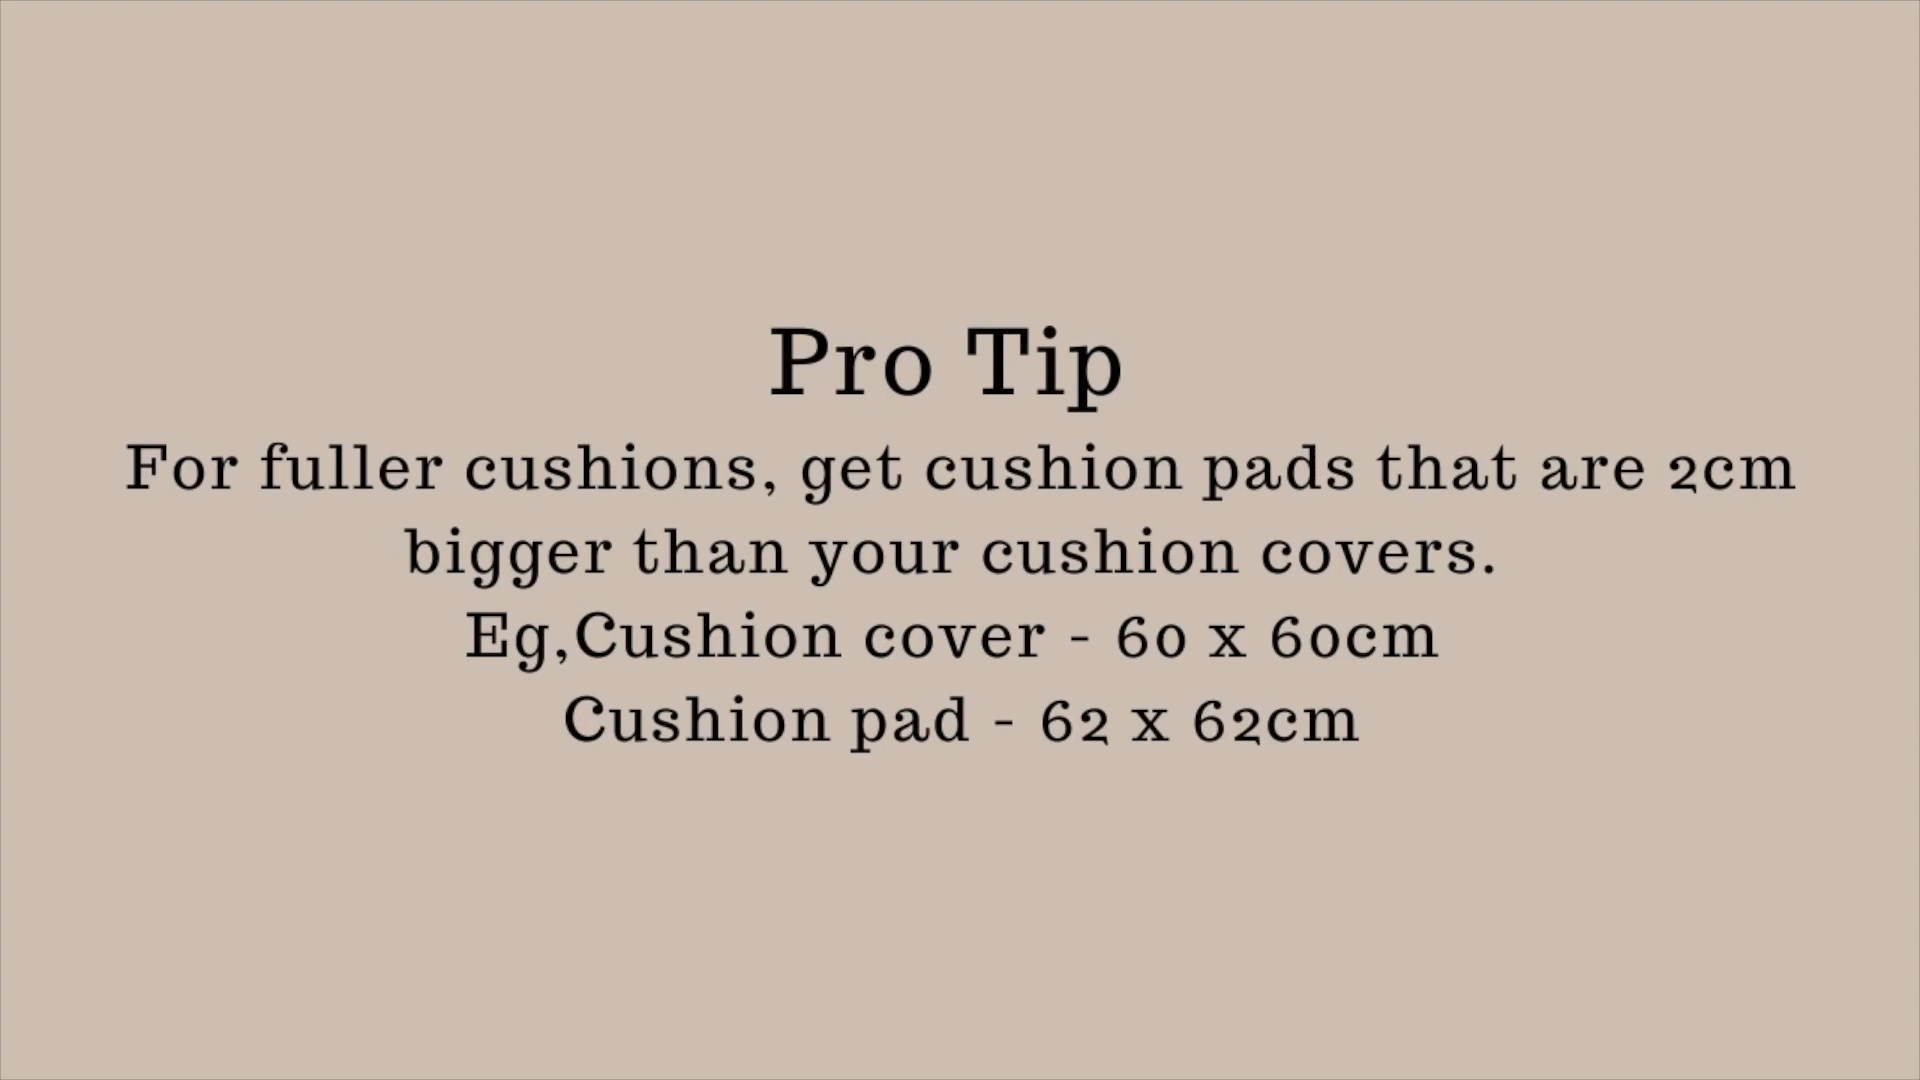 Pro Tip
For fuller cushions, get cushion pads that are 2cm
bigger than your cushion covers.
Eg,Cushion cover - 60 x 60cm
Cushion pad - 62 x 62cm